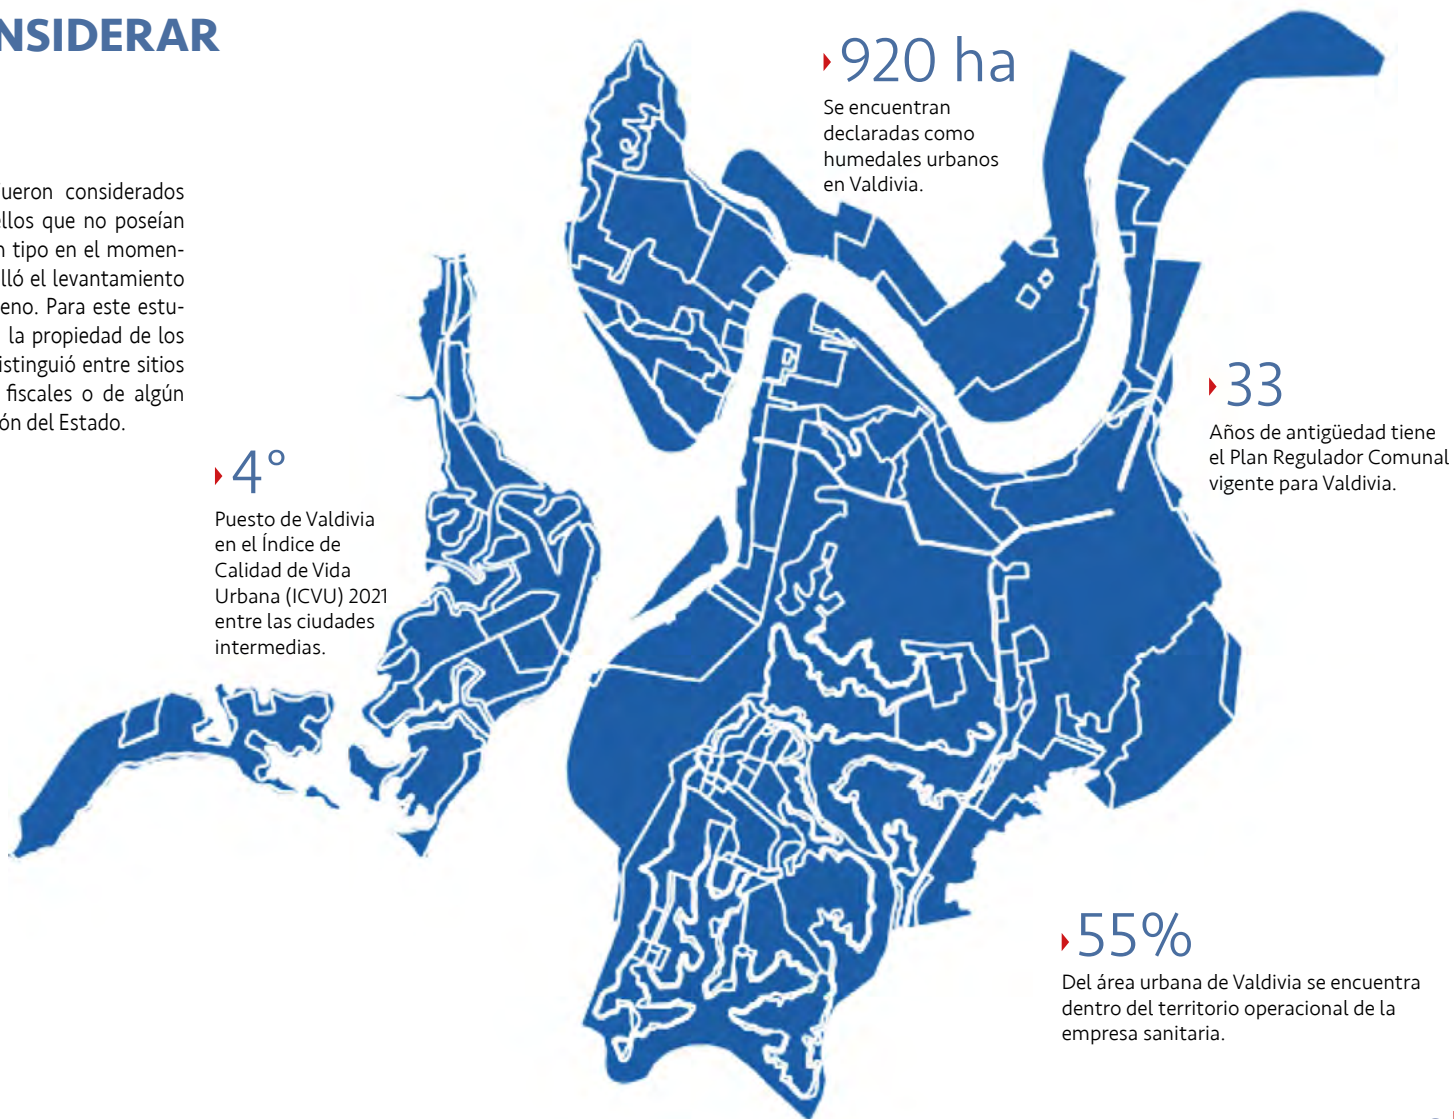 NSIDERAR
ueron considerados
ellos que no poseían
n tipo en el momen-
lló el levantamiento
eno. Para este estu-
la propiedad de los
istinguió entre sitios
fiscales o de algún
ón del Estado.
4°
Puesto de Valdivia
en el Índice de
Calidad de Vida
Urbana (ICVU) 2021
entre las ciudades
intermedias.
920 ha
Se encuentran
declaradas como
humedales urbanos
en Valdivia.
33
Años de antigüedad tiene
el Plan Regulador Comunal
vigente para Valdivia.
55%
Del área urbana de Valdivia se encuentra
dentro del territorio operacional de la
empresa sanitaria.